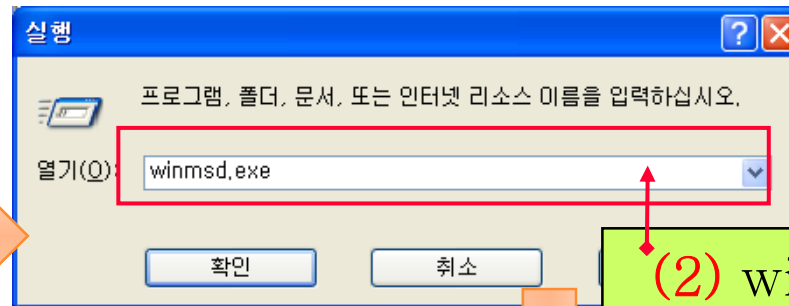 실행
프로그램, 폴더, 문서, 또는 인터넷 리소스 이름을 입력하십시오.
열기(O):
winmsd.exe
확인
취소
(2) wi